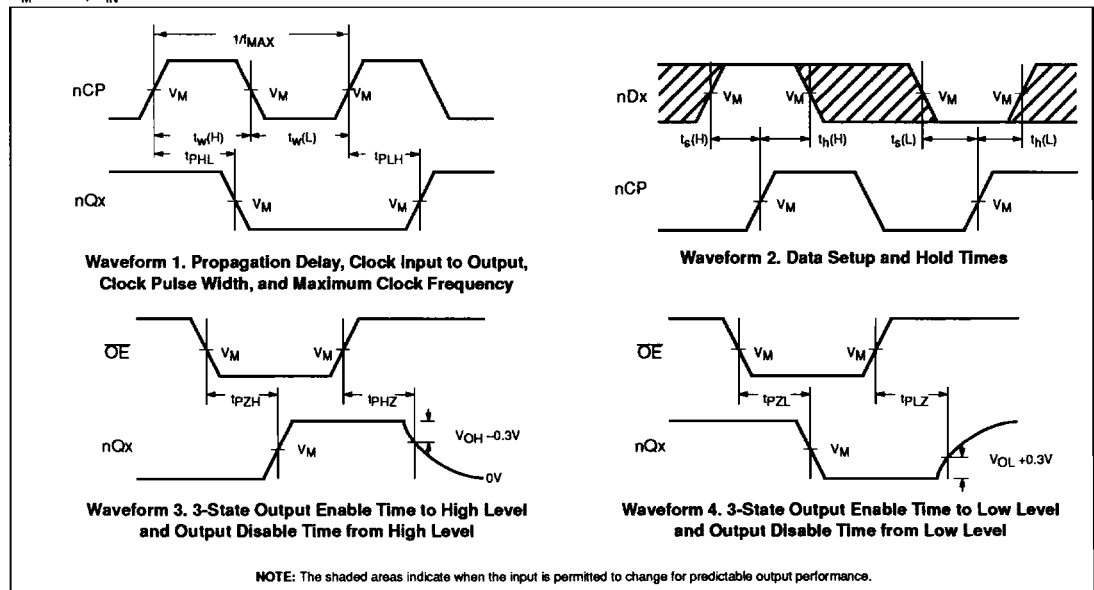 1/fMAX
nCP
VM
VM
VM
tw(H)
tw(L)
tPHL
tPLH
nQx
VM
VM
Waveform 1. Propagation Delay, Clock Input to Output,
Clock Pulse Width, and Maximum Clock Frequency
nDx
VM
VM
VM
VM
ts(H)
th(H)
ts(L)
th(L)
nCP
VM
VM
Waveform 2. Data Setup and Hold Times
OE
VM
VM
tPZH
tPHZ
nQx
VM
VOH –0.3V
0V
Waveform 3. 3-State Output Enable Time to High Level
and Output Disable Time from High Level
OE
VM
VM
tPZL
tPLZ
nQx
VM
VOL +0.3V
Waveform 4. 3-State Output Enable Time to Low Level
and Output Disable Time from Low Level
NOTE: The shaded areas indicate when the input is permitted to change for predictable output performance.